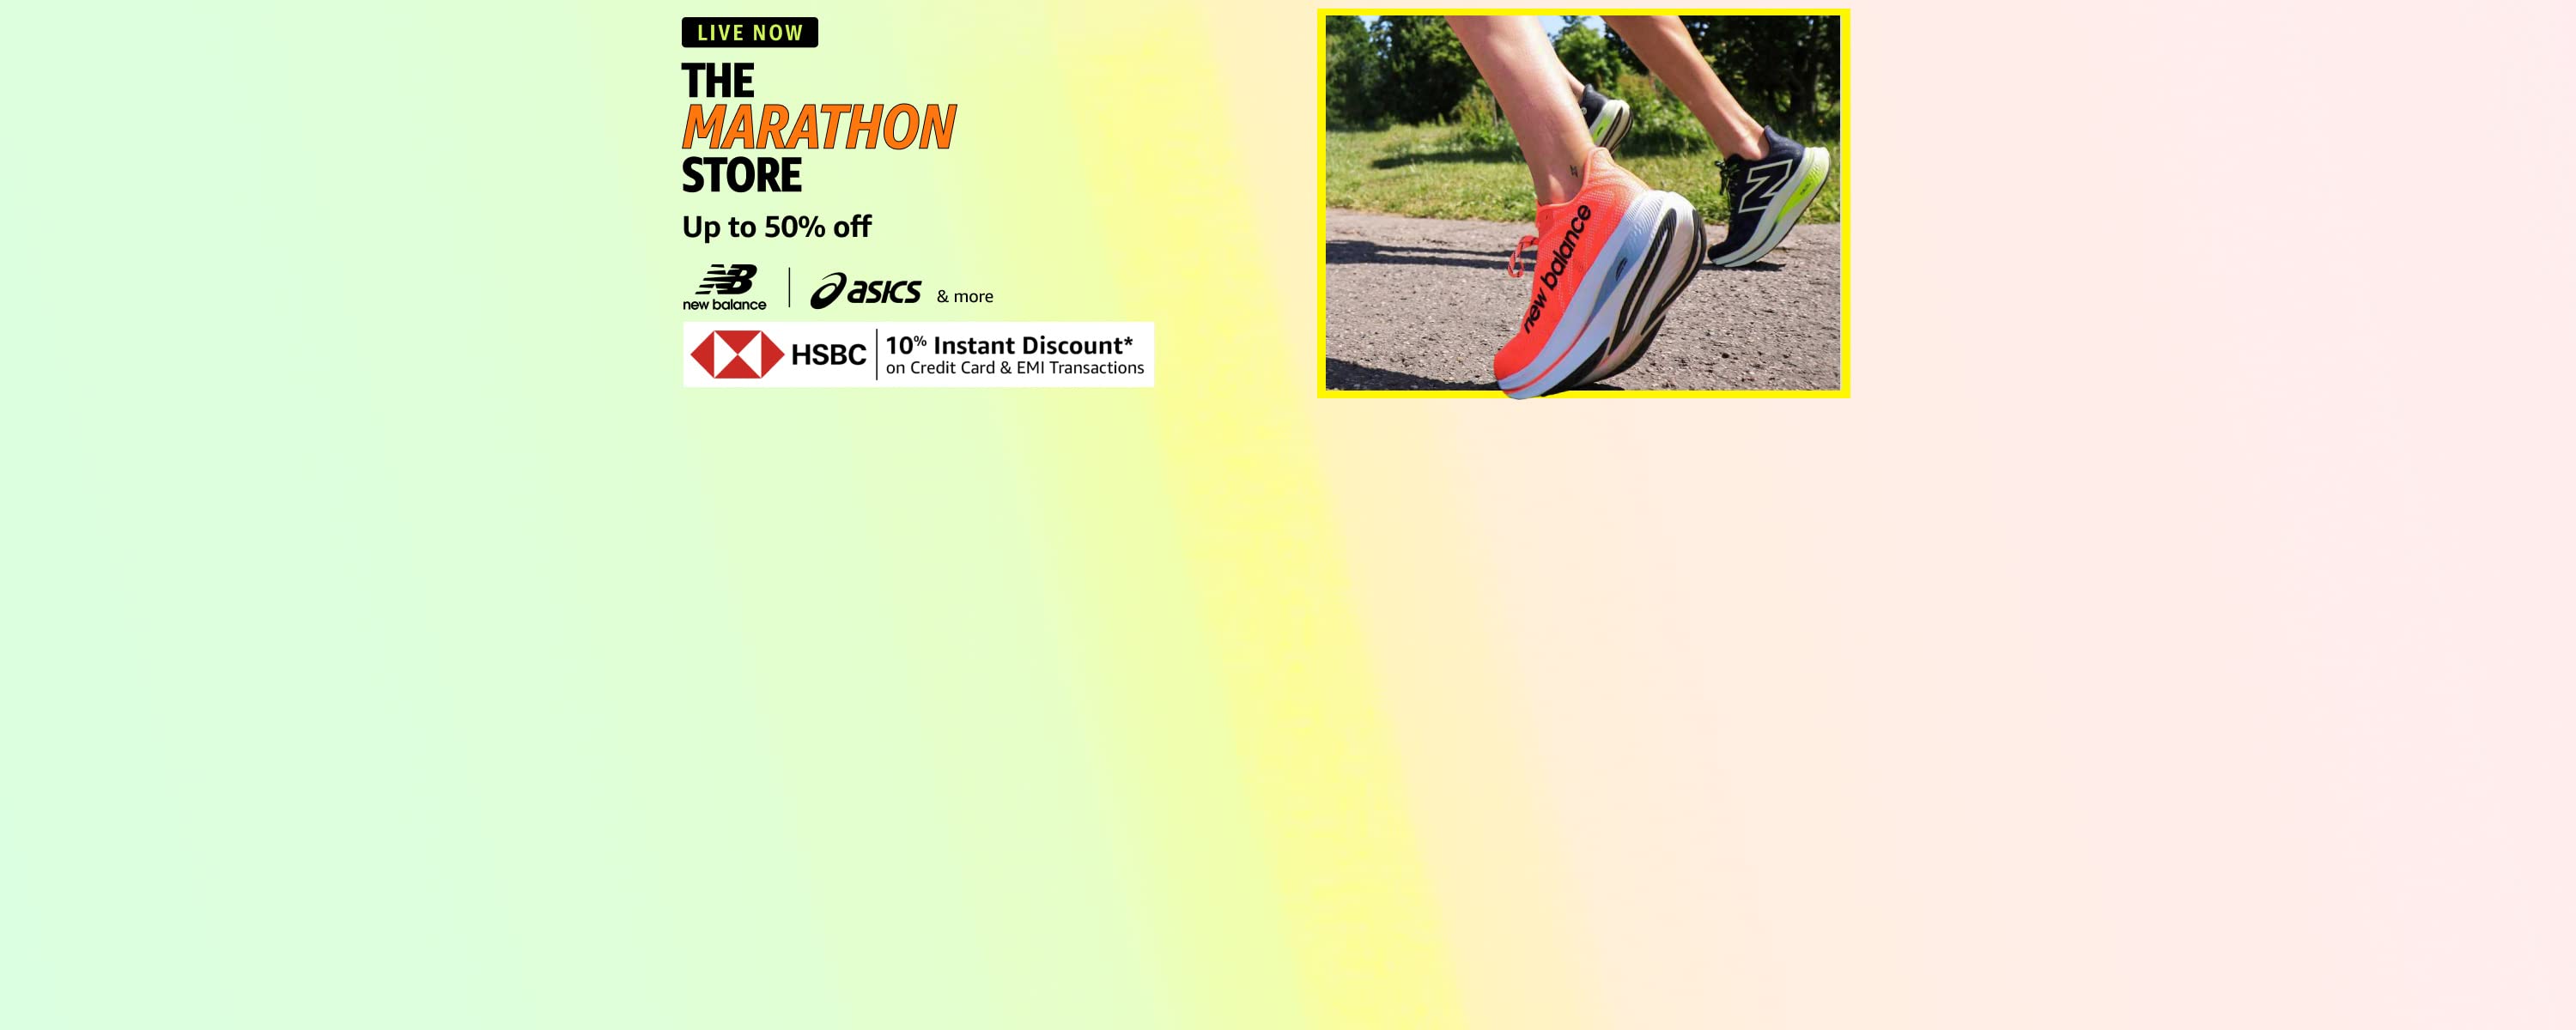 LIVE NOW
THE
MARATHON
STORE
Up to 50% off
NB
new balance
asics
& more
HSBC
10% Instant Discount*
on Credit Card & EMI Transactions
new balance
N